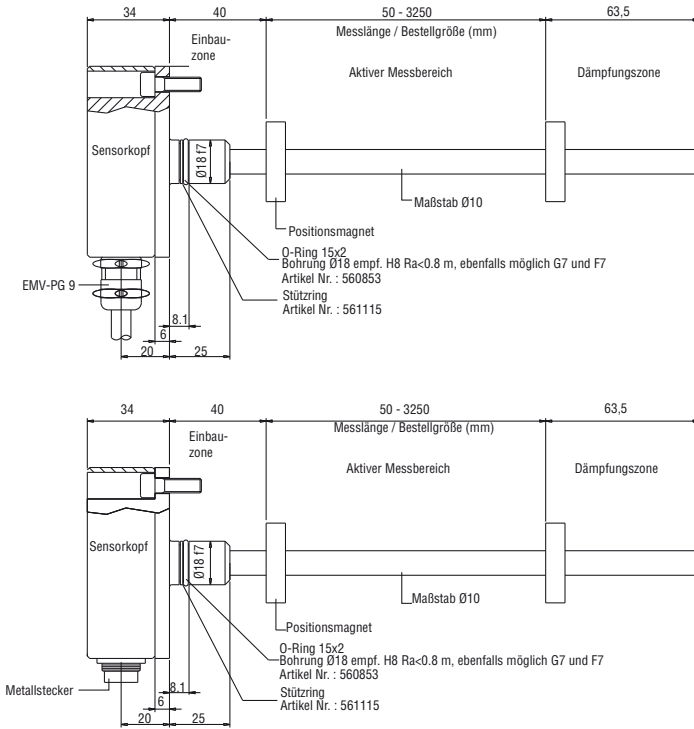 34 40 50 - 3250 63,5
Messlänge / Bestellgröße (mm)
Einbau-
zone
Aktiver Messbereich
Dämpfungszone
Sensorkopf
Ø18 f7
Maßstab Ø10
Positionsmagnet
O-Ring 15x2
Bohrung Ø18 empf. H8 Ra<0.8 m, ebenfalls möglich G7 und F7
Artikel Nr. : 560853
EMV-PG 9
Stützring
Artikel Nr. : 561115
8.1
6
20 25
34 40 50 - 3250 63,5
Messlänge / Bestellgröße (mm)
Einbau-
zone
Aktiver Messbereich
Dämpfungszone
Sensorkopf
Ø18 f7
Maßstab Ø10
Positionsmagnet
O-Ring 15x2
Bohrung Ø18 empf. H8 Ra<0.8 m, ebenfalls möglich G7 und F7
Artikel Nr. : 560853
Metallstecker
Stützring
Artikel Nr. : 561115
8.1
6
20 25